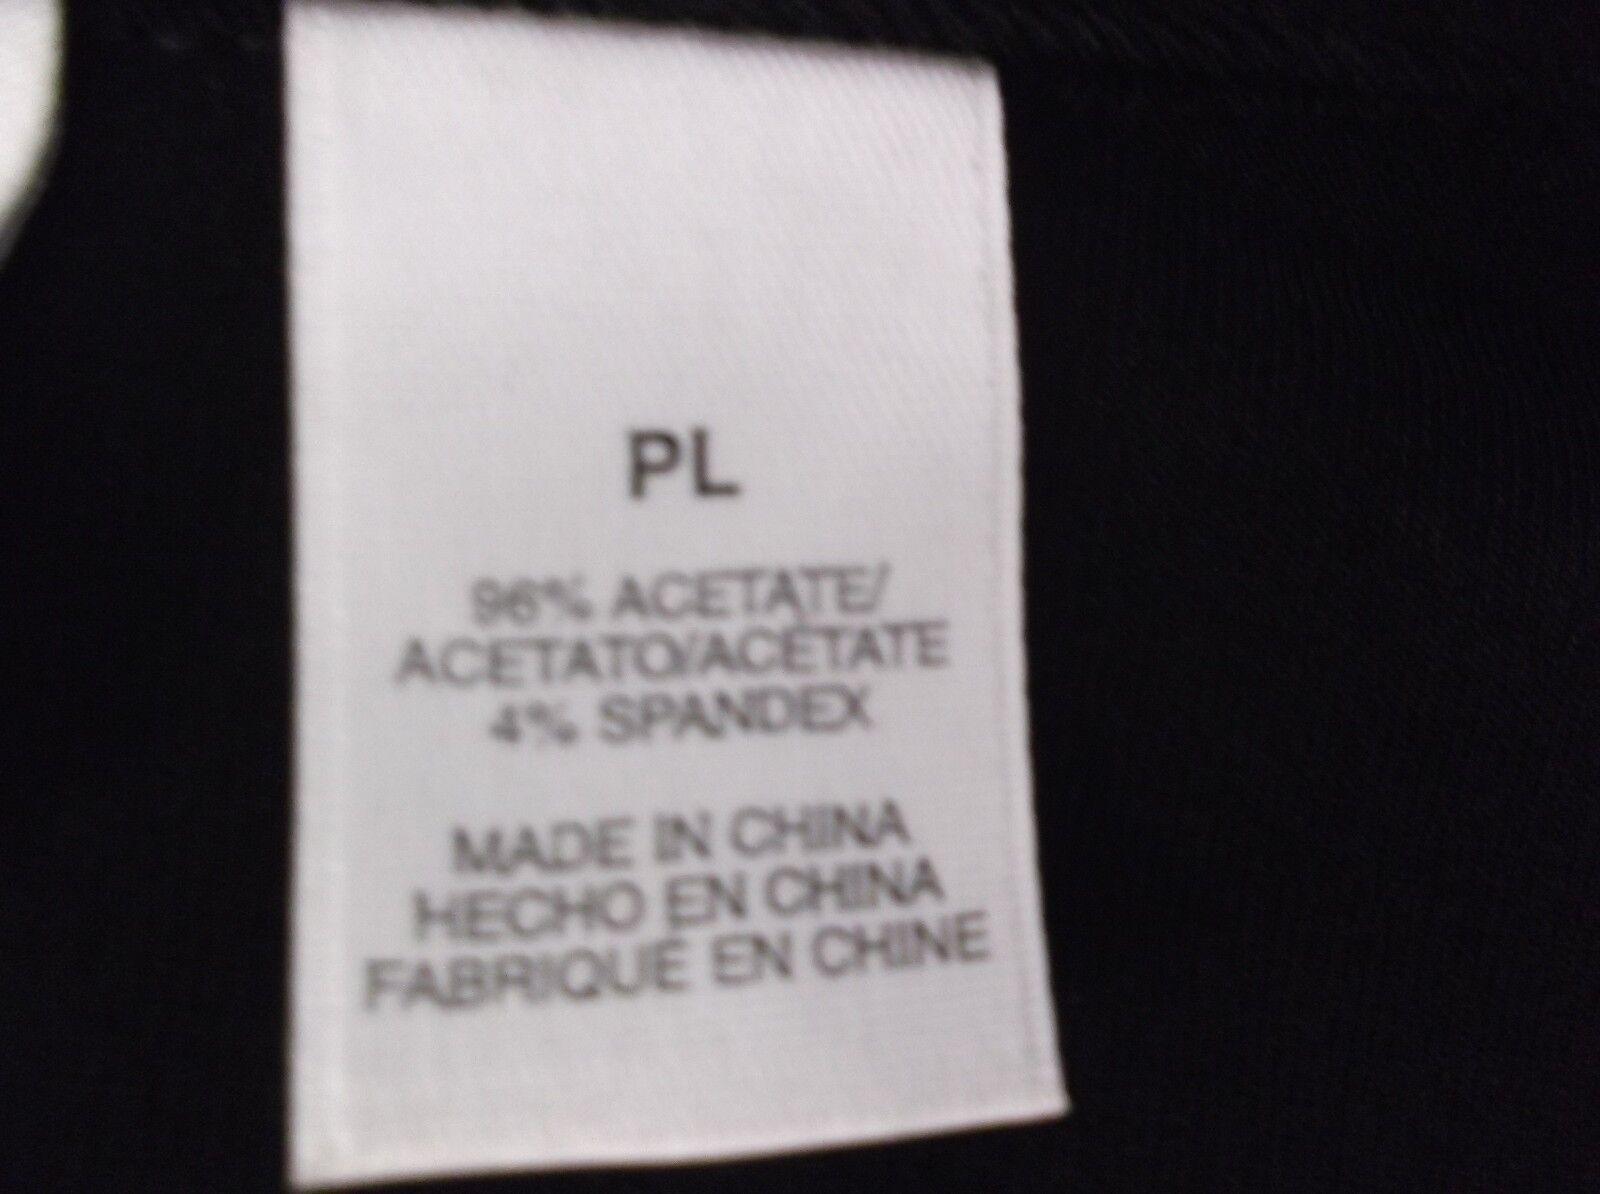 PL
96% ACETATE/
ACETATO/ACÉTATE
4% SPANDEX
MADE IN CHINA
HECHO EN CHINA
FABRIQUÉ EN CHINE